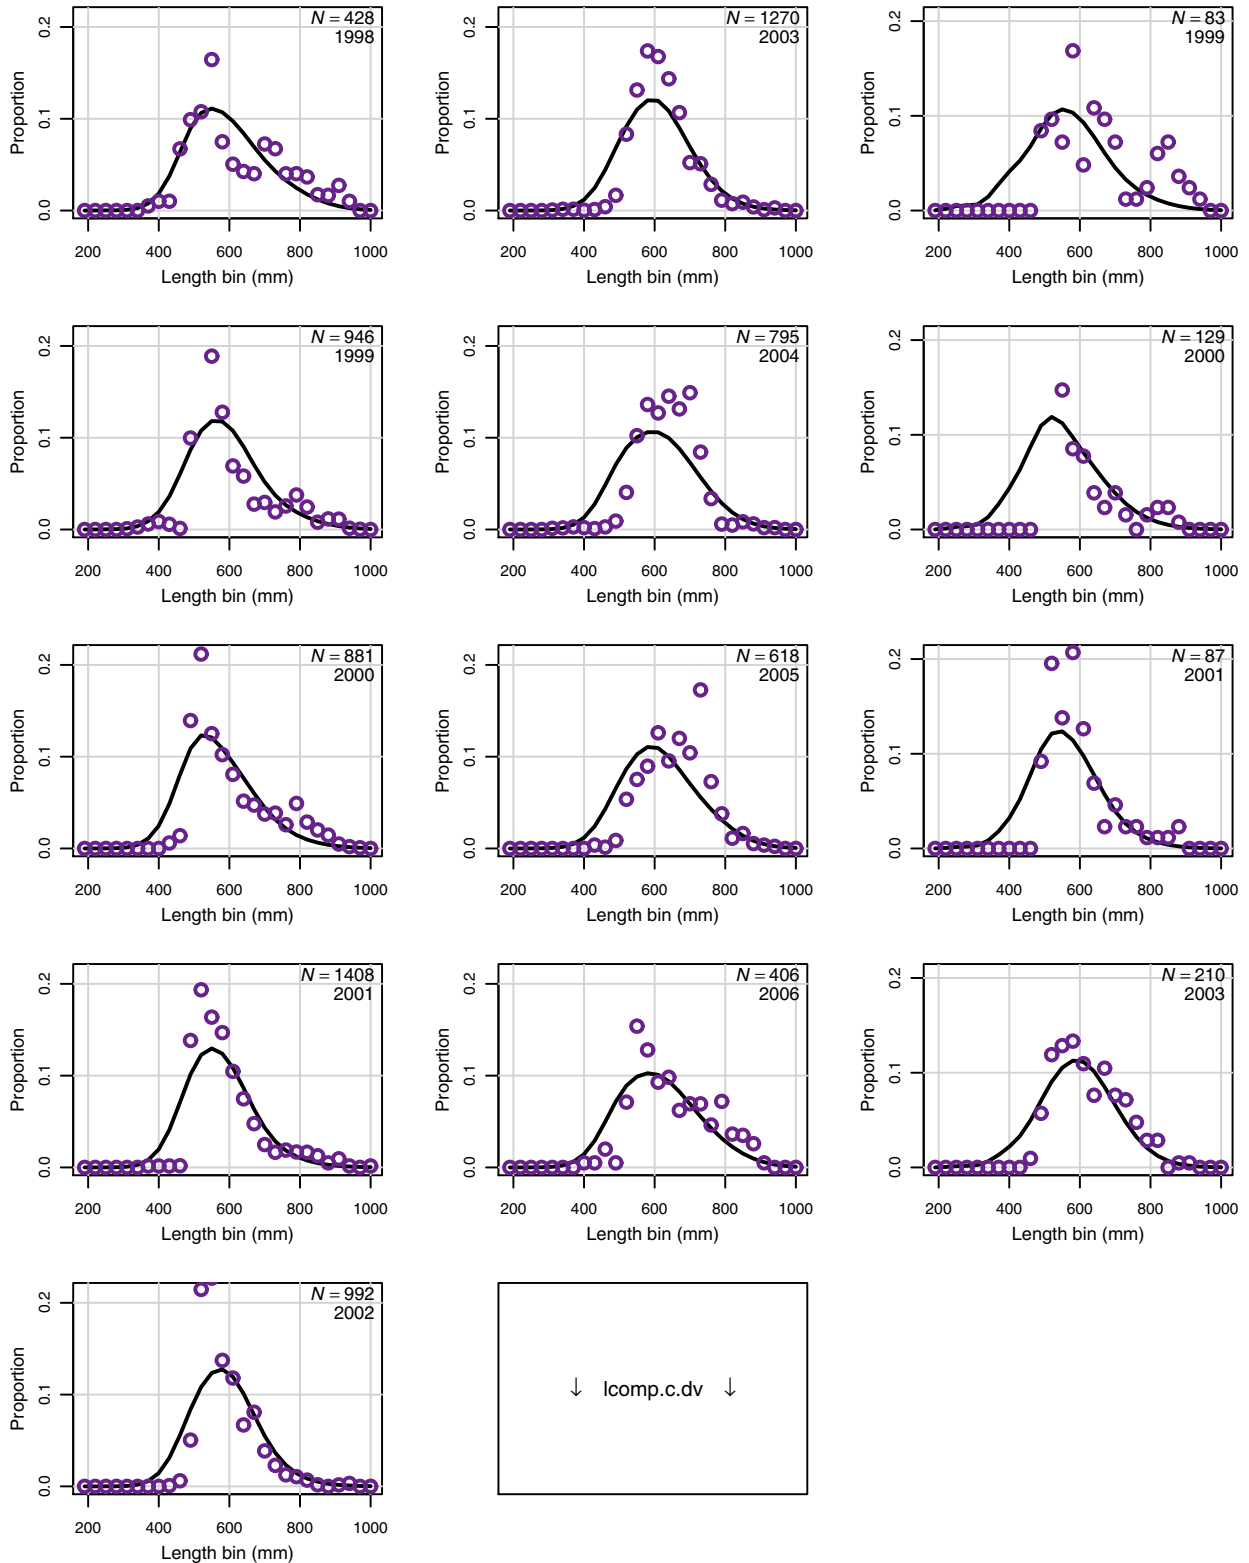 N = 428
1998
Proportion
0.2
0.1
0.0
200 400 600 800 1000
Length bin (mm)
N = 946
1999
Proportion
0.2
0.1
0.0
200 400 600 800 1000
Length bin (mm)
N = 881
2000
Proportion
0.2
0.1
0.0
200 400 600 800 1000
Length bin (mm)
N = 1408
2001
Proportion
0.2
0.1
0.0
200 400 600 800 1000
Length bin (mm)
N = 992
2002
Proportion
0.2
0.1
0.0
200 400 600 800 1000
Length bin (mm)
N = 1270
2003
Proportion
0.2
0.1
0.0
200 400 600 800 1000
Length bin (mm)
N = 795
2004
Proportion
0.2
0.1
0.0
200 400 600 800 1000
Length bin (mm)
N = 618
2005
Proportion
0.2
0.1
0.0
200 400 600 800 1000
Length bin (mm)
N = 406
2006
Proportion
0.2
0.1
0.0
200 400 600 800 1000
Length bin (mm)
↓ lcomp.c.dv ↓
N = 83
1999
Proportion
0.2
0.1
0.0
200 400 600 800 1000
Length bin (mm)
N = 129
2000
Proportion
0.2
0.1
0.0
200 400 600 800 1000
Length bin (mm)
N = 87
2001
Proportion
0.2
0.1
0.0
200 400 600 800 1000
Length bin (mm)
N = 210
2003
Proportion
0.2
0.1
0.0
200 400 600 800 1000
Length bin (mm)